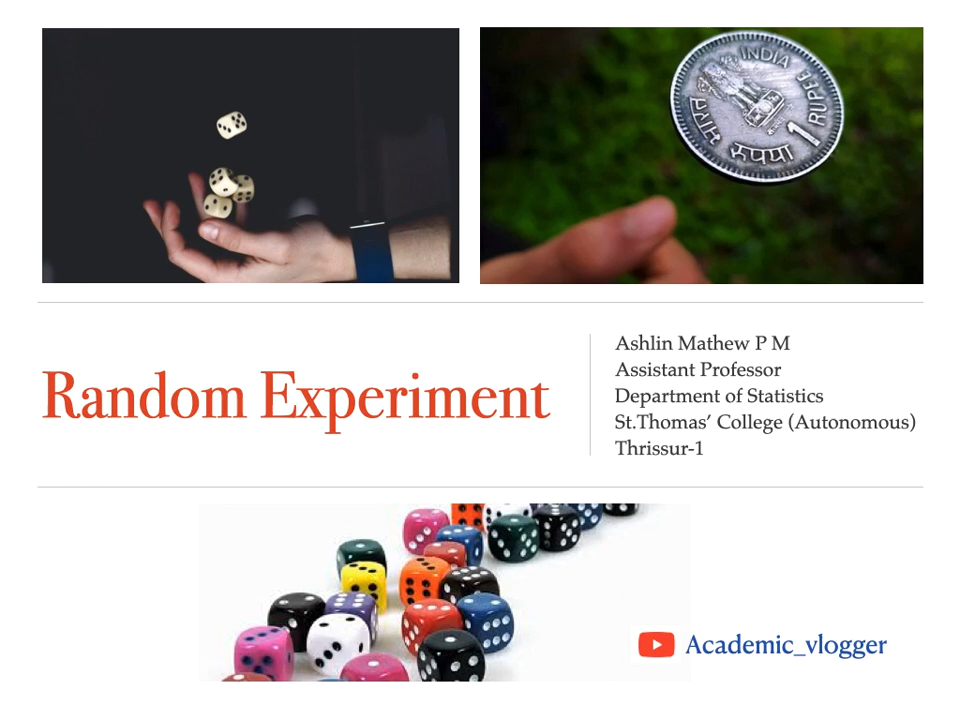 INDIA
भारत
रुपया
1
RUPEE
Random Experiment
Ashlin Mathew P M
Assistant Professor
Department of Statistics
St.Thomas’ College (Autonomous)
Thrissur-1
Academic_vlogger